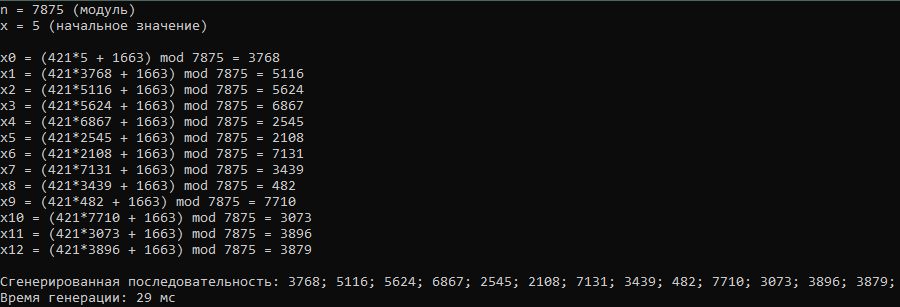 n = 7875 (модуль)
x = 5 (начальное значение)
x0 = (421*5 + 1663) mod 7875 = 3768
x1 = (421*3768 + 1663) mod 7875 = 5116
x2 = (421*5116 + 1663) mod 7875 = 5624
x3 = (421*5624 + 1663) mod 7875 = 6867
x4 = (421*6867 + 1663) mod 7875 = 2545
x5 = (421*2545 + 1663) mod 7875 = 2108
x6 = (421*2108 + 1663) mod 7875 = 7131
x7 = (421*7131 + 1663) mod 7875 = 3439
x8 = (421*3439 + 1663) mod 7875 = 482
x9 = (421*482 + 1663) mod 7875 = 7710
x10 = (421*7710 + 1663) mod 7875 = 3073
x11 = (421*3073 + 1663) mod 7875 = 3896
x12 = (421*3896 + 1663) mod 7875 = 3879
Сгенерированная последовательность: 3768; 5116; 5624; 6867; 2545; 2108; 7131; 3439; 482; 7710; 3073; 3896; 3879;
Время генерации: 29 мс